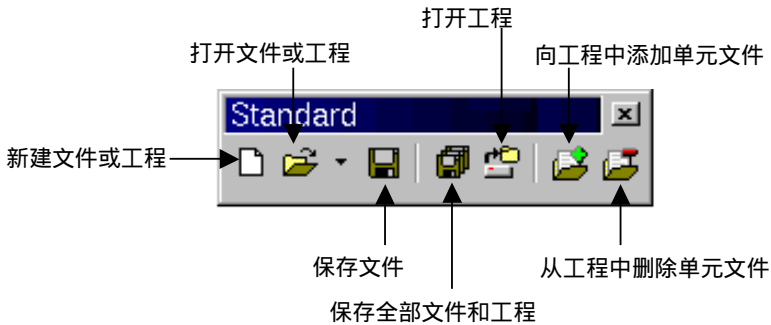 打开工程
打开文件或工程
向工程中添加单元文件
Standard
新建文件或工程
保存文件
从工程中删除单元文件
保存全部文件和工程